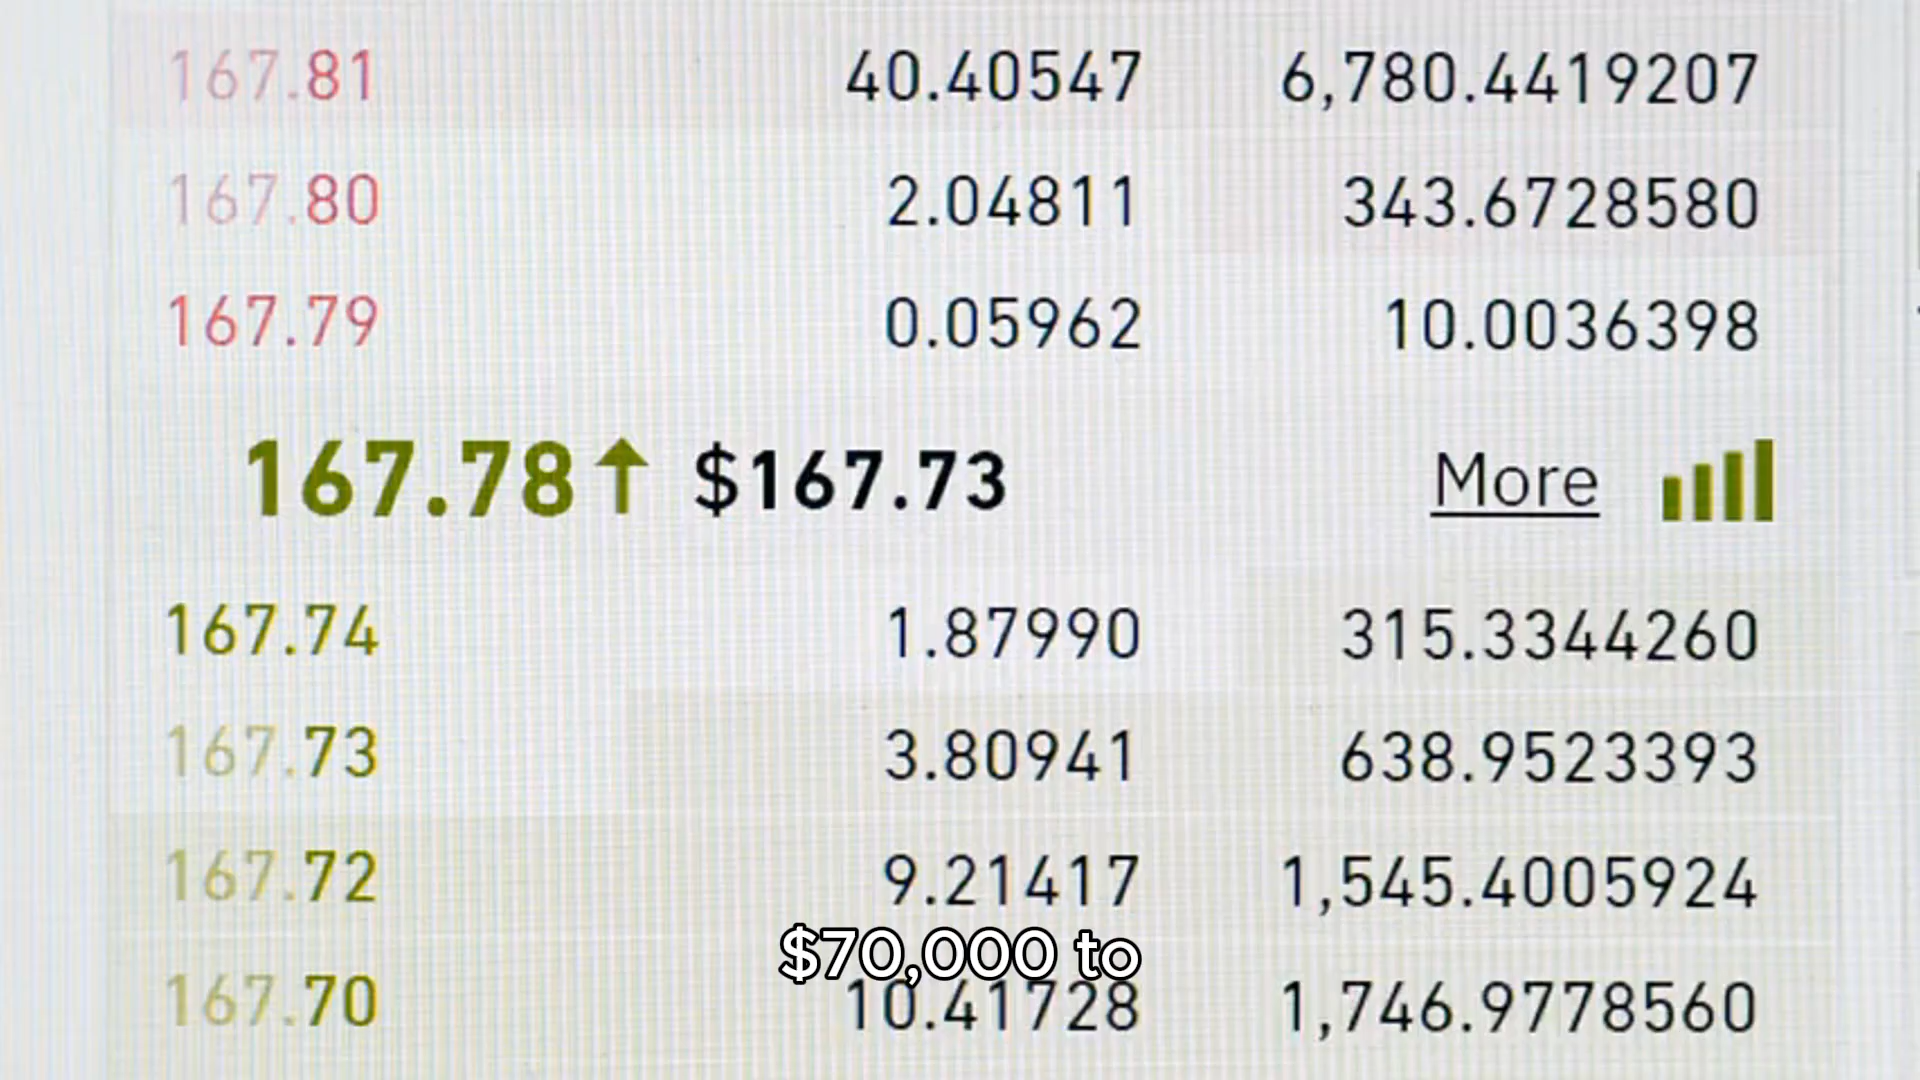 167.81 40.40547 6,780.4419207
167.80 2.04811 343.6728580
167.79 0.05962 10.0036398
167.78↑ $167.73 More
167.74 1.87990 315.3344260
167.73 3.80941 638.9523393
167.72 9.21417 1,545.4005924
$70,000 to
167.70 10.41728 1,746.9778560